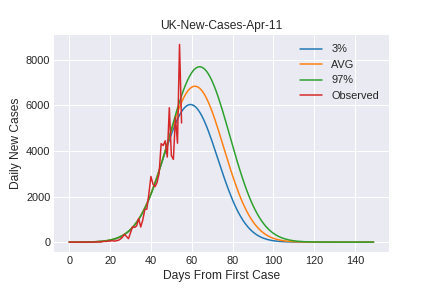 UK-New-Cases-Apr-11
3%
AVG
97%
Observed
8000
6000
4000
2000
0
Daily New Cases
0 20 40 60 80 100 120 140
Days From First Case